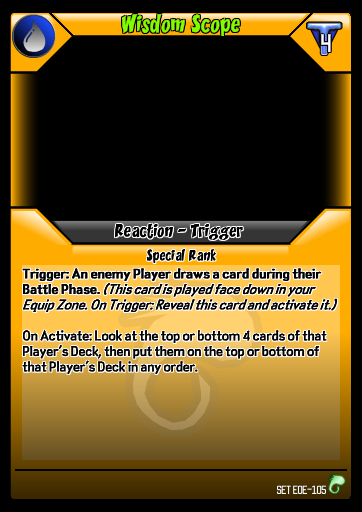 Wisdom Scope
4
Reaction - Trigger
Special Rank
Trigger: An enemy Player draws a card during their
Battle Phase. (This card is played face down in your
Equip Zone. On Trigger: Reveal this card and activate it.)
On Activate: Look at the top or bottom 4 cards of that
Player's Deck, then put them on the top or bottom of
that Player's Deck in any order.
SET EOE-105